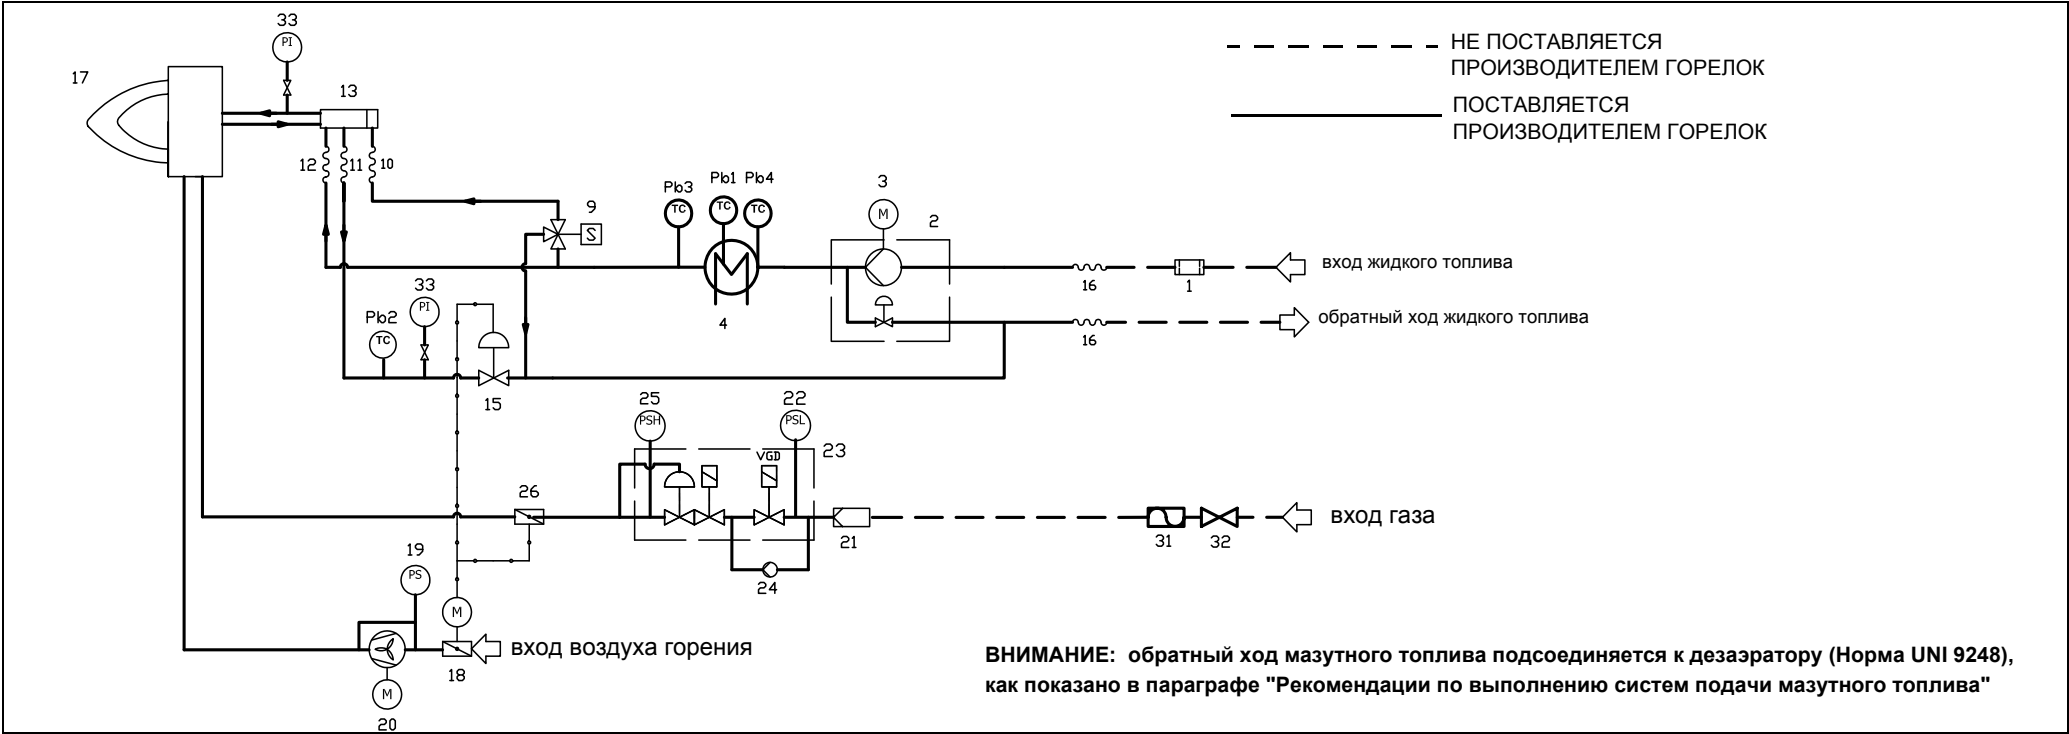 33
PI
17
13
12
11
10
НЕ ПОСТАВЛЯЕТСЯ
ПРОИЗВОДИТЕЛЕМ ГОРЕЛОК
ПОСТАВЛЯЕТСЯ
ПРОИЗВОДИТЕЛЕМ ГОРЕЛОК
Pb3
Pb1
Pb4
TC
TC
TC
3
M
2
9
S
4
16
1
вход жидкого топлива
16
обратный ход жидкого топлива
33
PI
Pb2
TC
15
25
PSH
22
PSL
23
VGD
26
24
21
31
32
вход газа
19
PS
M
18
вход воздуха горения
M
20
ВНИМАНИЕ: обратный ход мазутного топлива подсоединяется к дезаэратору (Норма UNI 9248),
как показано в параграфе "Рекомендации по выполнению систем подачи мазутного топлива"